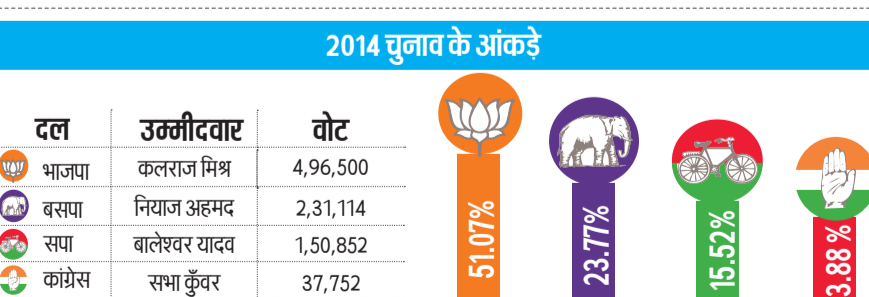 2014 चुनाव के आंकड़े
दल उम्मीदवार वोट
भाजपा कलराज मिश्र 4,96,500
बसपा नियाज अहमद 2,31,114
सपा बालेश्वर यादव 1,50,852
कांग्रेस सभा कुँवर 37,752
51.07%
23.77%
15.52%
3.88 %